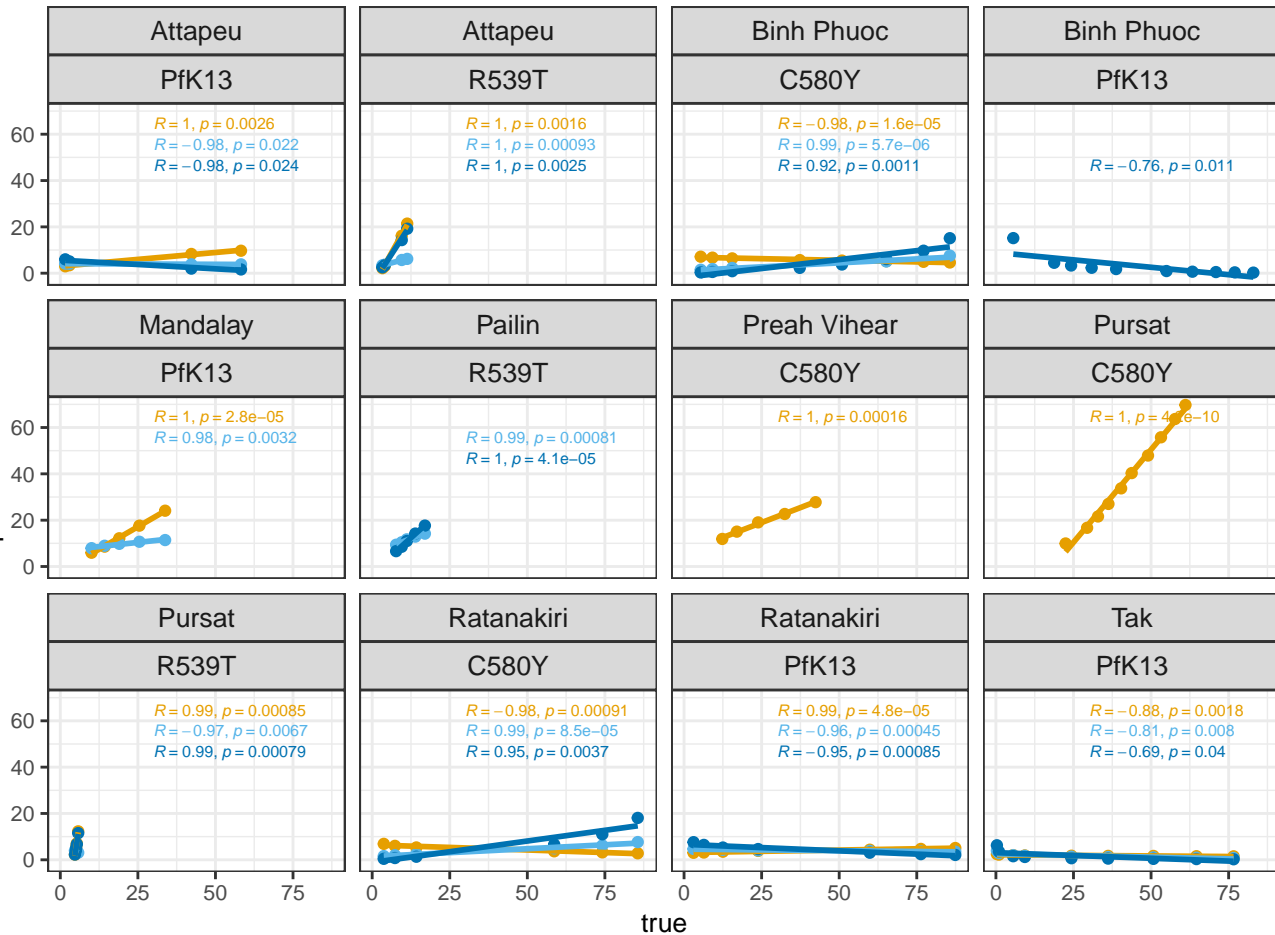 Attapeu Attapeu Binh Phuoc Binh Phuoc
PfK13 R539T C580Y PfK13
R = 1, p = 0.0026
R = −0.98, p = 0.022
R = −0.98, p = 0.024
R = 1, p = 0.0016
R = 1, p = 0.00093
R = 1, p = 0.0025
R = −0.98, p = 1.6e−05
R = 0.99, p = 5.7e−06
R = 0.92, p = 0.0011
R = −0.76, p = 0.011
60
40
20
0
Mandalay Pailin Preah Vihear Pursat
PfK13 R539T C580Y C580Y
R = 1, p = 2.8e−05
R = 0.98, p = 0.0032
R = 0.99, p = 0.00081
R = 1, p = 4.1e−05
R = 1, p = 0.00016
R = 1, p =
60
40
20
0
Pursat Ratanakiri Ratanakiri Tak
R539T C580Y PfK13 PfK13
R = 0.99, p = 0.00085
R = −0.97, p = 0.0067
R = 0.99, p = 0.00079
R = −0.98, p = 0.00091
R = 0.99, p = 8.5e−05
R = 0.95, p = 0.0037
R = 0.99, p = 4.8e−05
R = −0.96, p = 0.00045
R = −0.95, p = 0.00085
R = −0.88, p = 0.0018
R = −0.81, p = 0.008
R = −0.69, p = 0.04
60
40
20
0
0 25 50 75 0 25 50 75 0 25 50 75 0 25 50 75
true